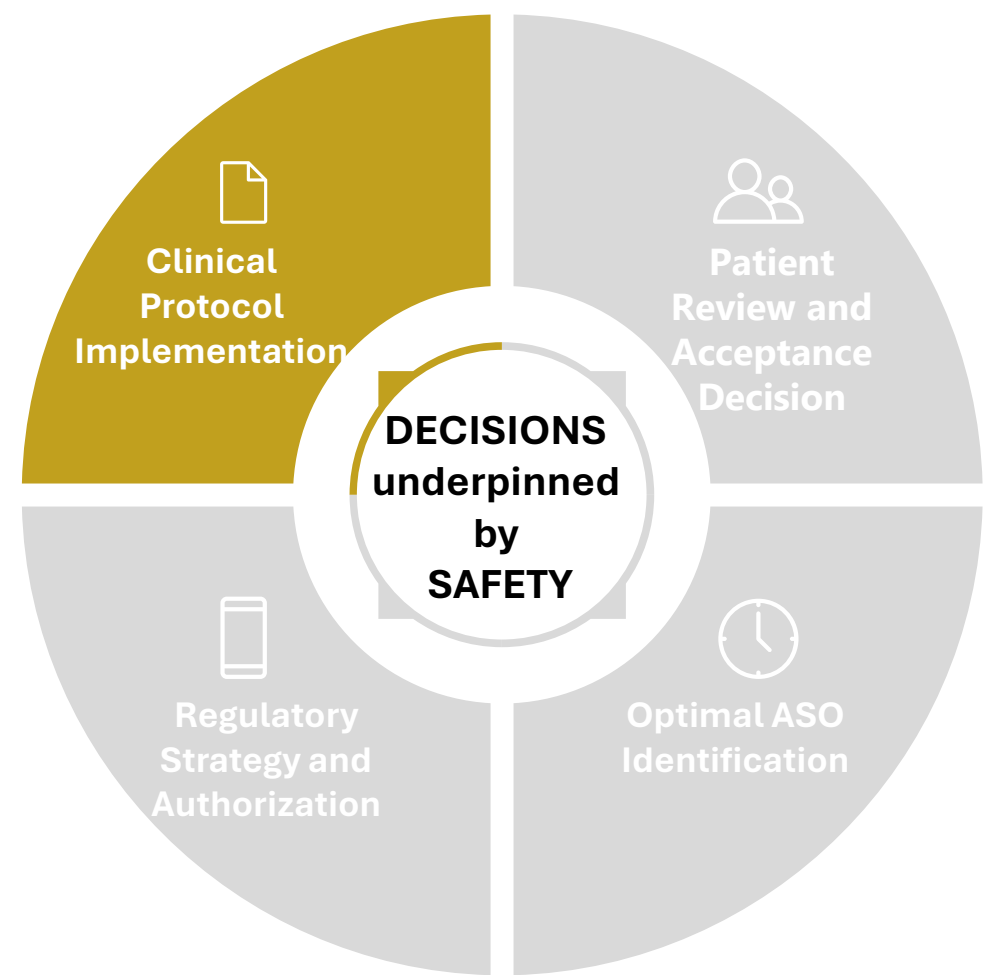 Clinical
Protocol
Implementation
Patient
Review and
Acceptance
Decision
DECISIONS
underpinned
by
SAFETY
Regulatory
Strategy and
Authorization
Optimal ASO
Identification